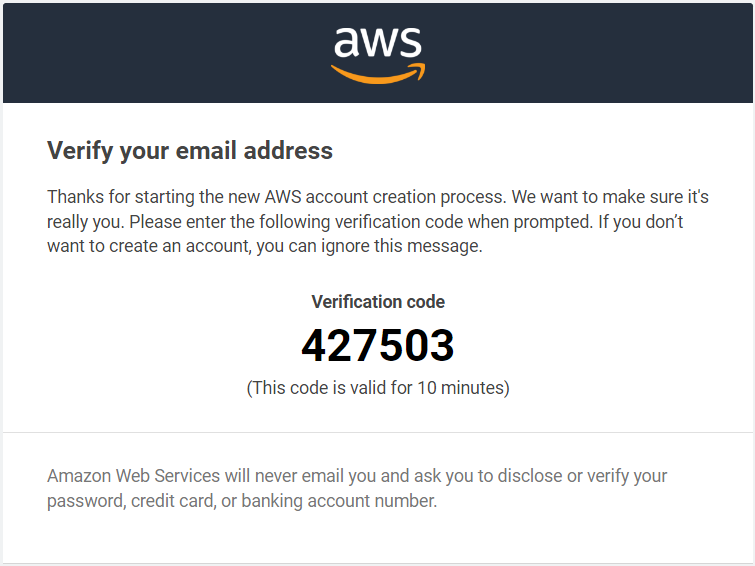 aws
Verify your email address
Thanks for starting the new AWS account creation process. We want to make sure it's
really you. Please enter the following verification code when prompted. If you don’t
want to create an account, you can ignore this message.
Verification code
427503
(This code is valid for 10 minutes)
Amazon Web Services will never email you and ask you to disclose or verify your
password, credit card, or banking account number.